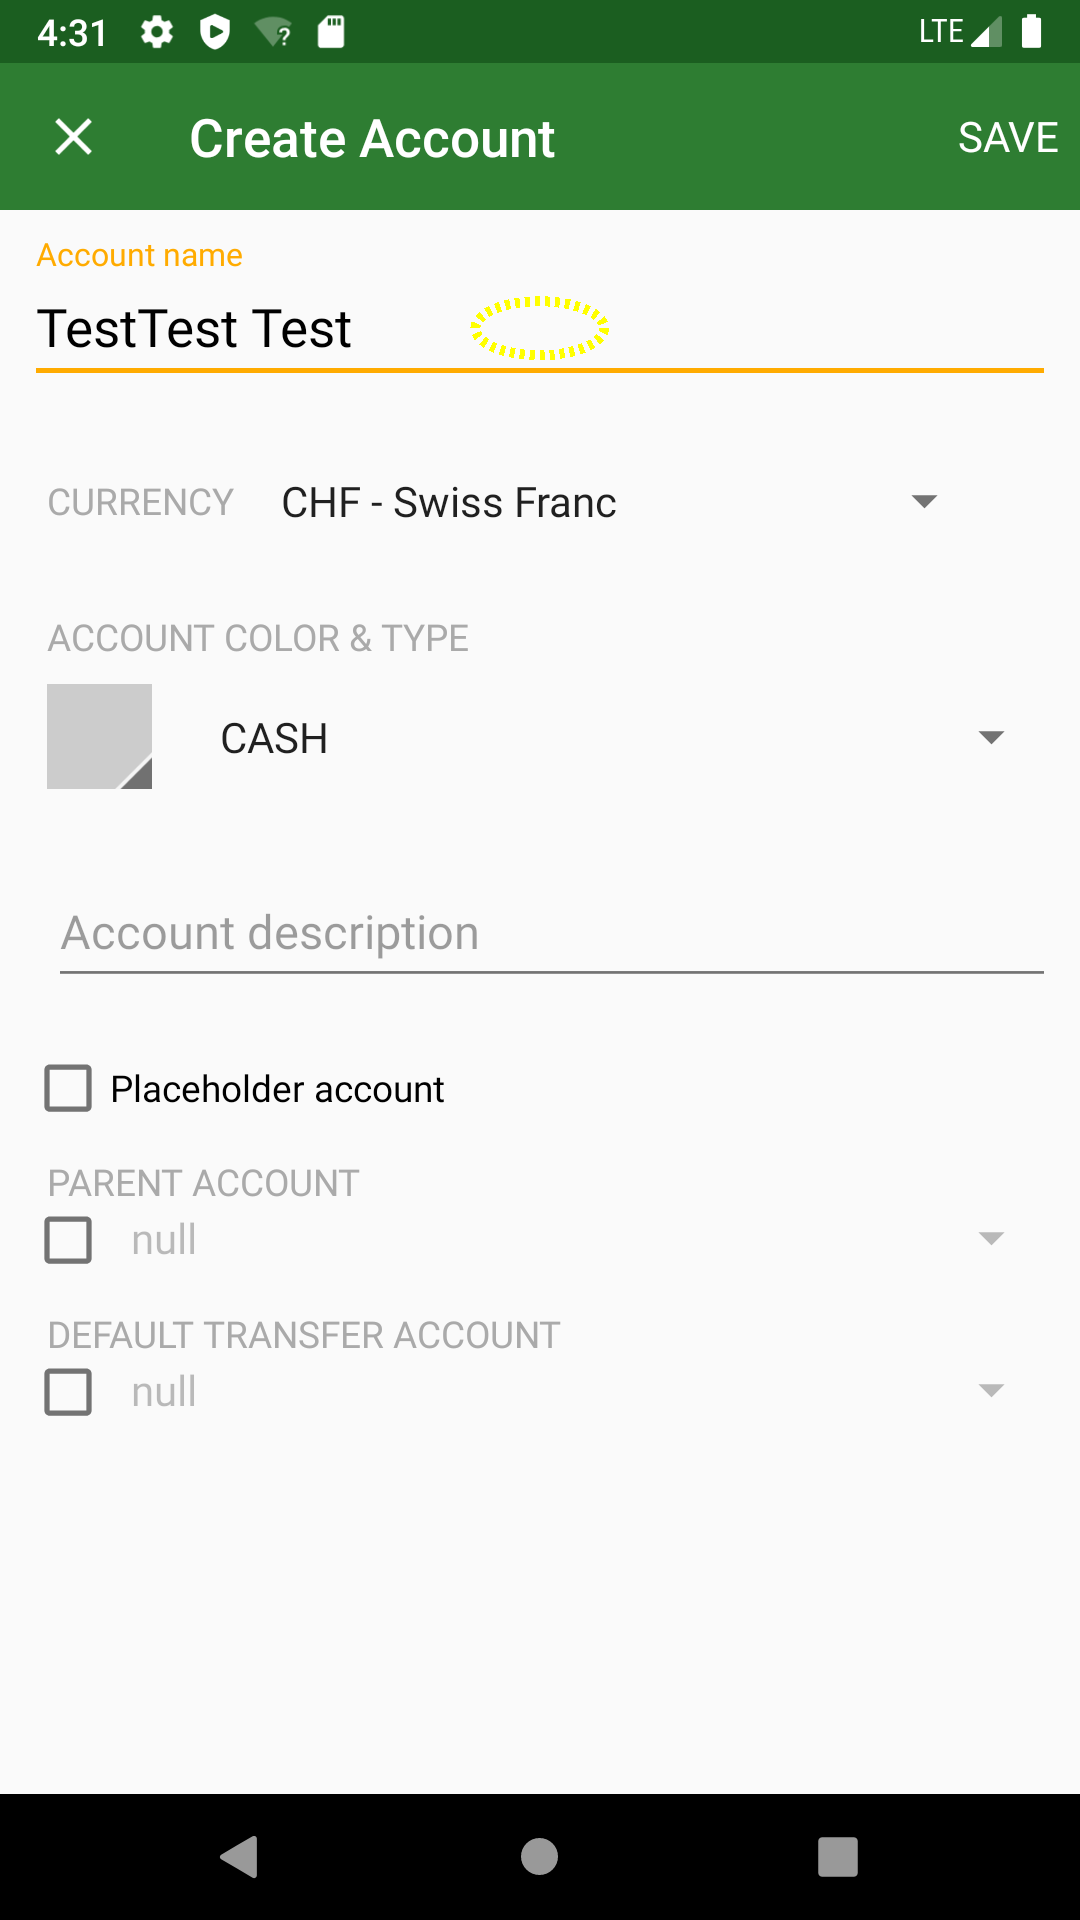 4:31
LTE
Create Account
SAVE
Account name
TestTest Test
CURRENCY
CHF - Swiss Franc
ACCOUNT COLOR & TYPE
CASH
Account description
Placeholder account
PARENT ACCOUNT
null
DEFAULT TRANSFER ACCOUNT
null